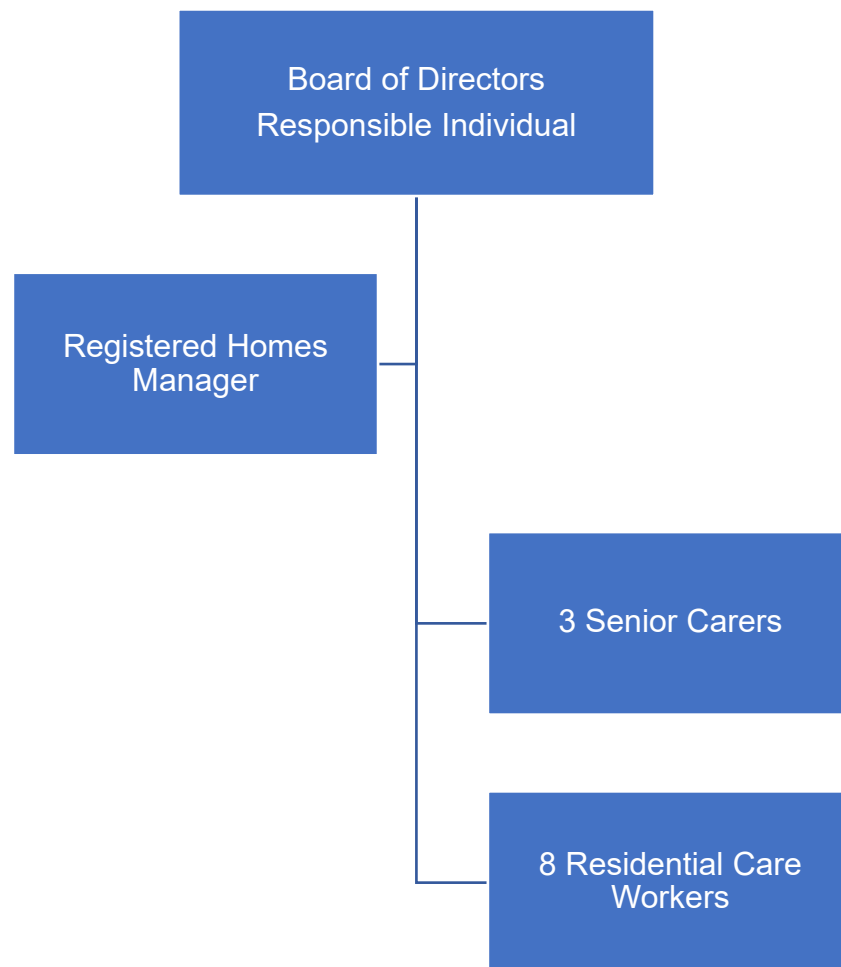 Board of Directors
Responsible Individual
Registered Homes
Manager
3 Senior Carers
8 Residential Care
Workers